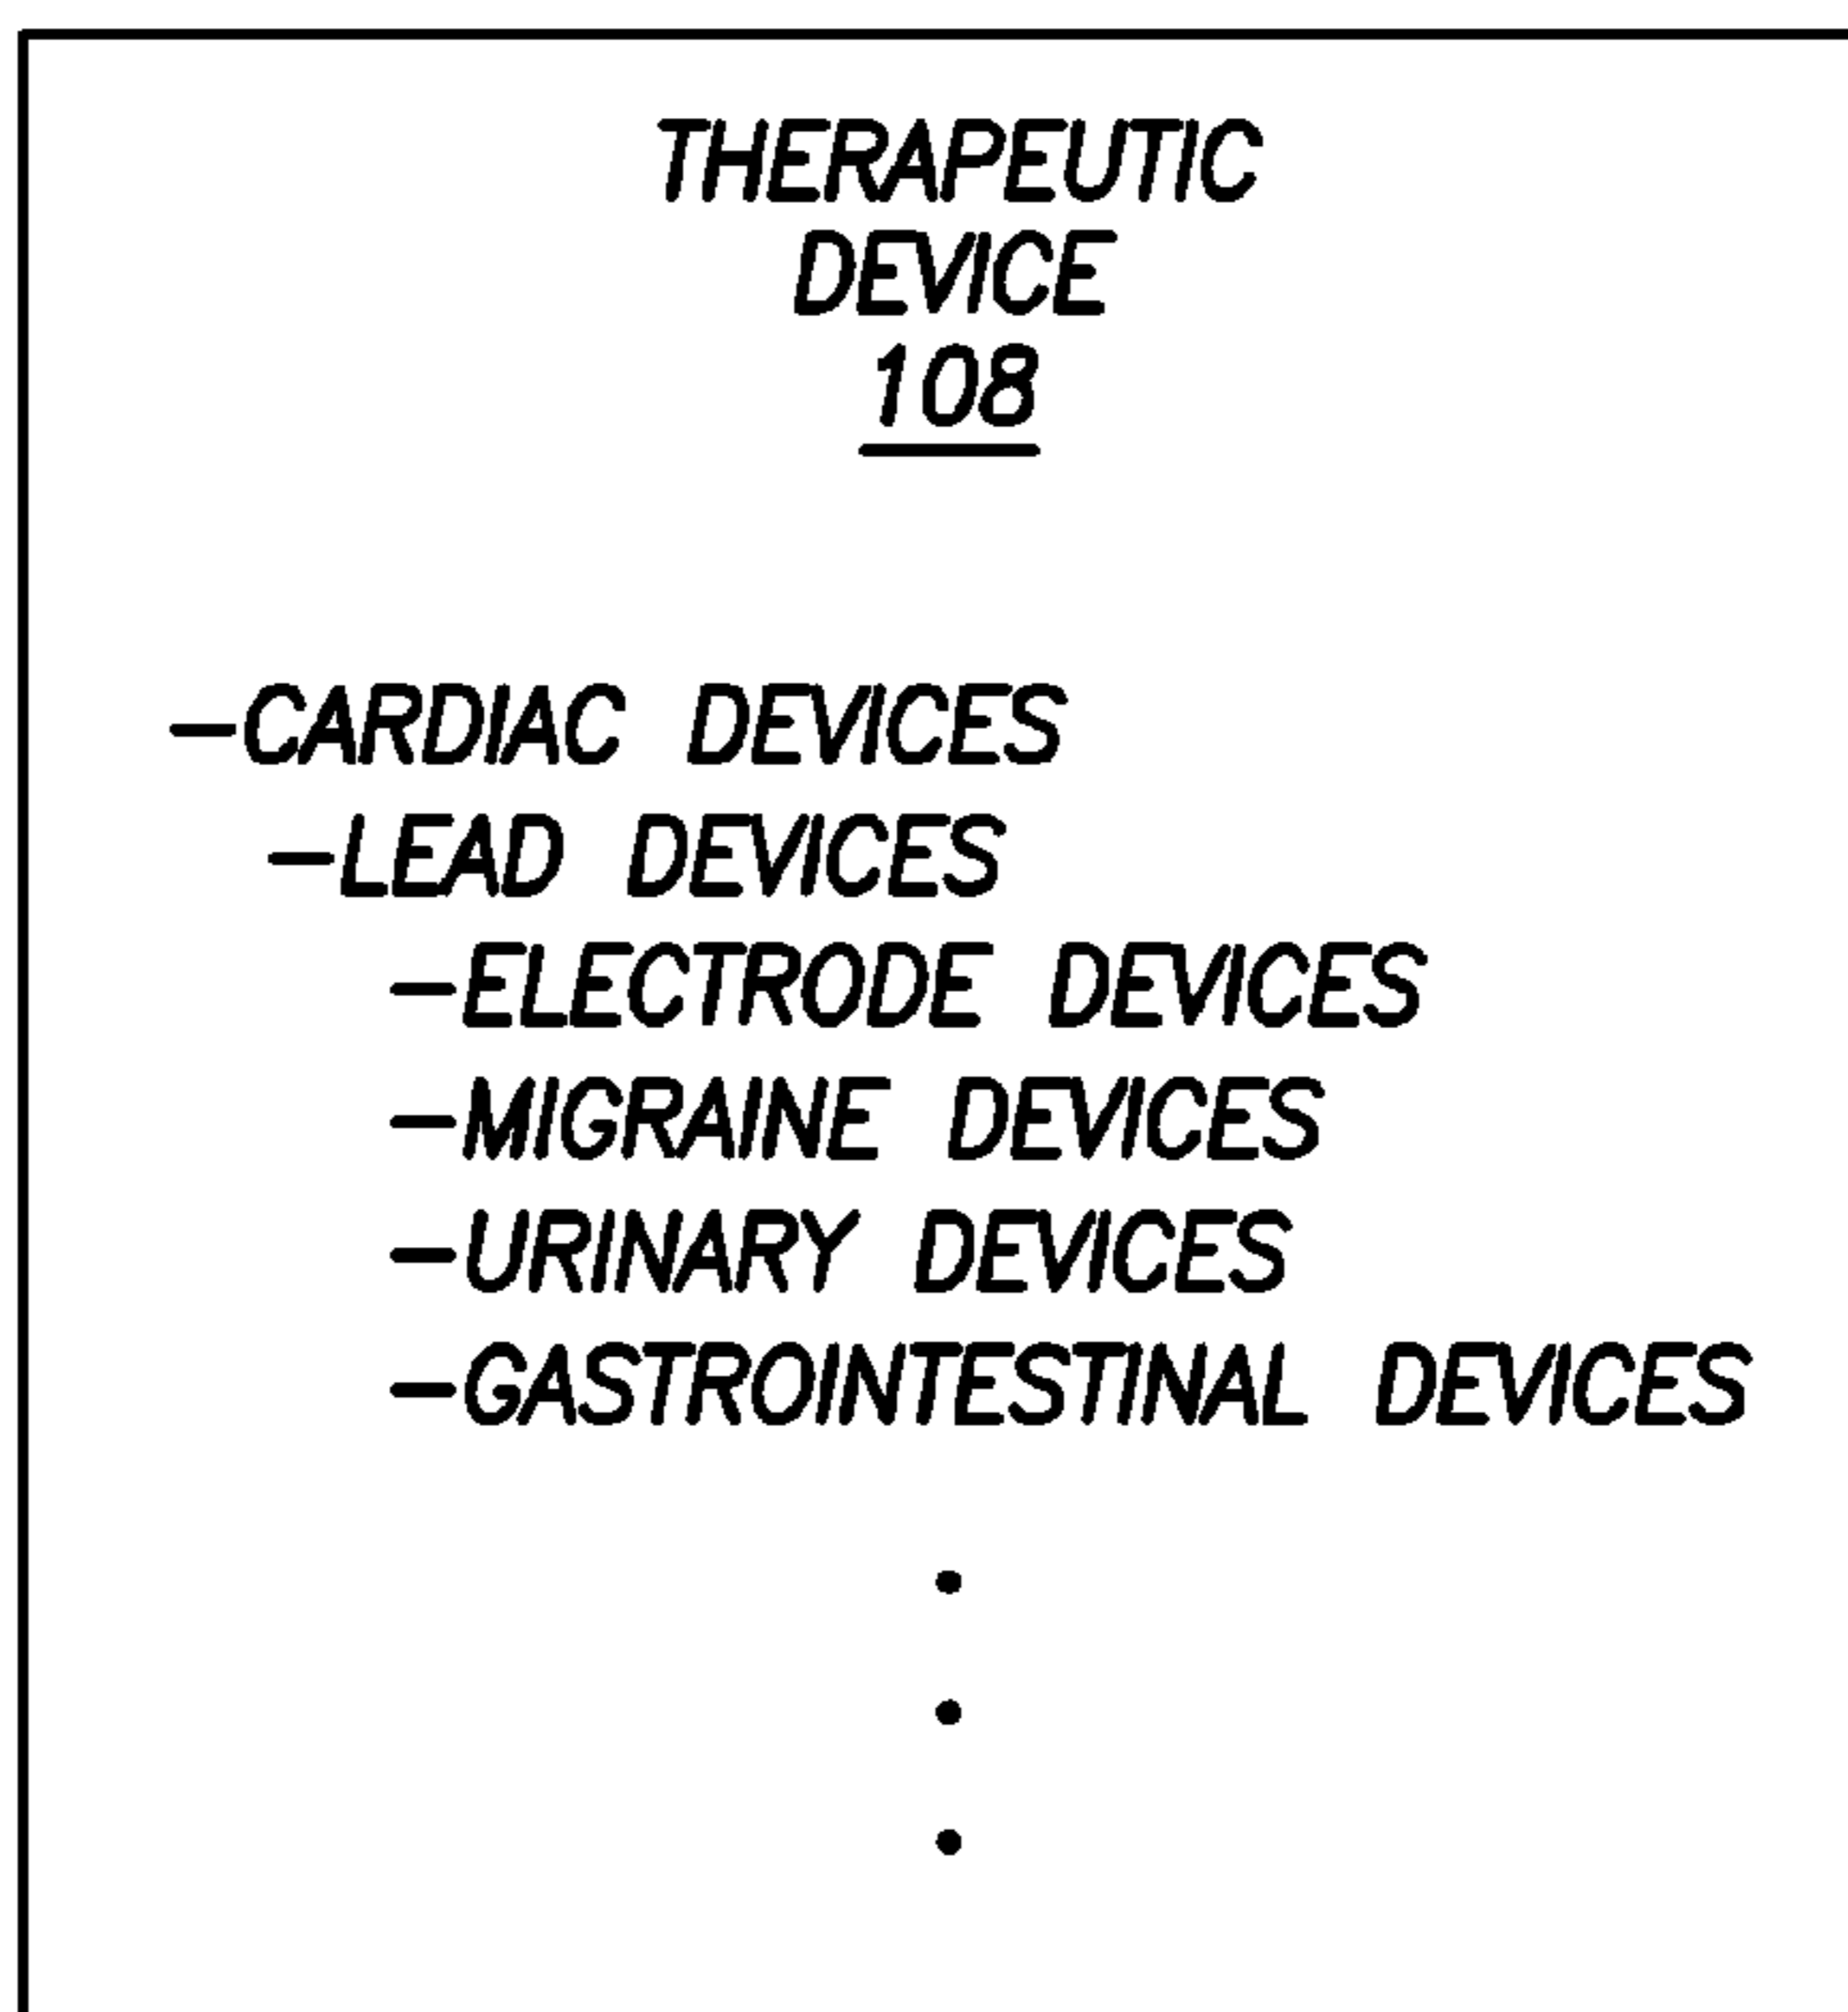 THERAPEUTIC
DEVICE
108
-CARDIAC DEVICES
-LEAD DEVICES
-ELECTRODE DEVICES
-MIGRAINE DEVICES
-URINARY DEVICES
-GASTROINTESTINAL DEVICES